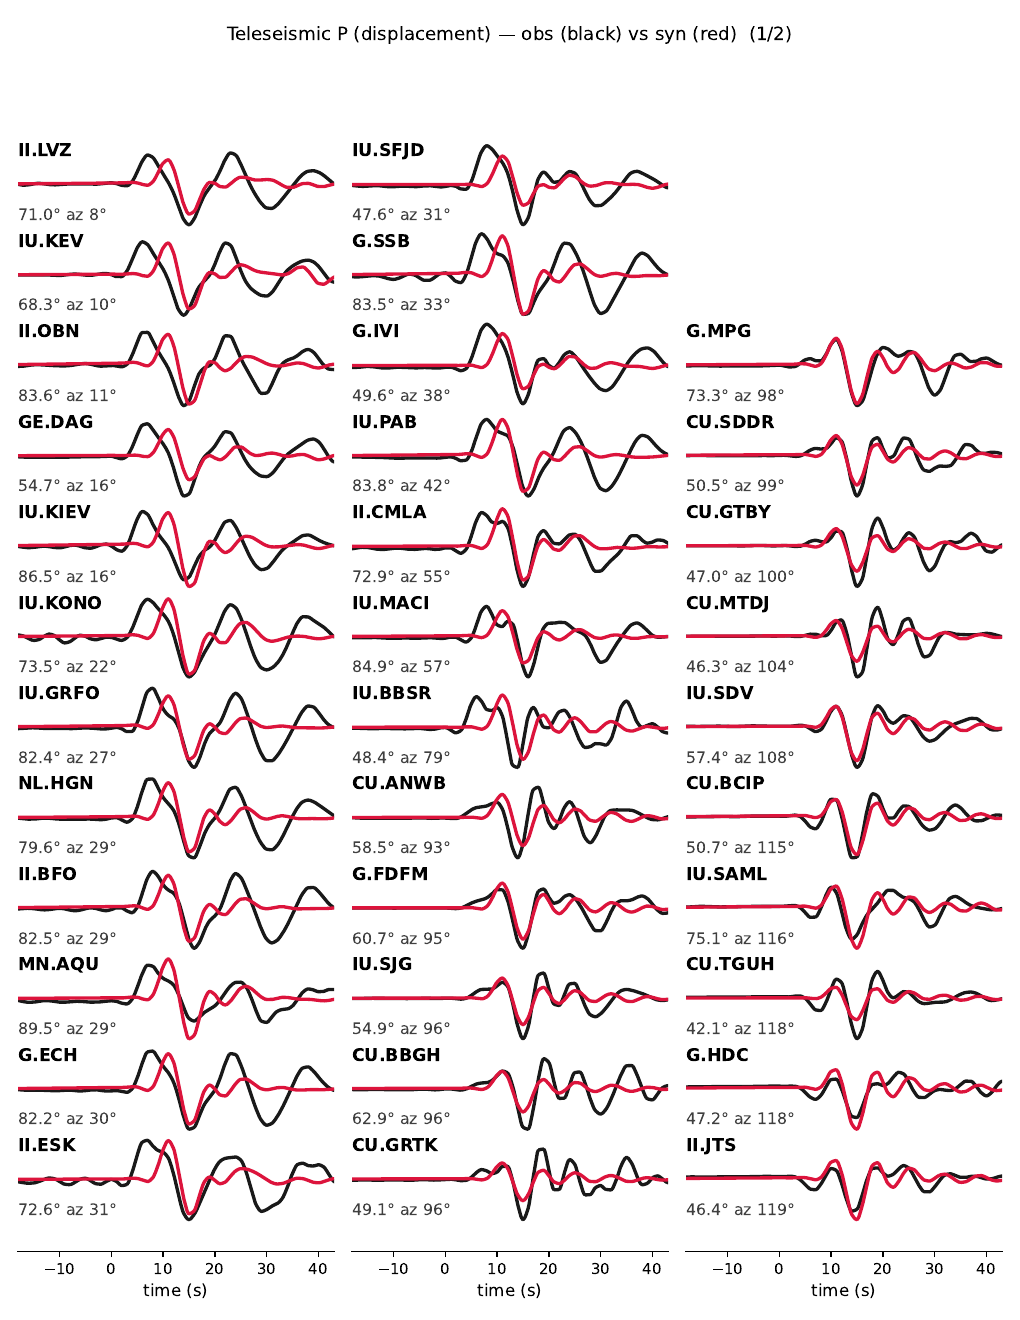 Teleseismic P (displacement) — obs (black) vs syn (red)  (1/2)
II.LVZ
71.0° az 8°
IU.KEV
68.3° az 10°
II.OBN
83.6° az 11°
GE.DAG
54.7° az 16°
IU.KIEV
86.5° az 16°
IU.KONO
73.5° az 22°
IU.GRFO
82.4° az 27°
NL.HGN
79.6° az 29°
II.BFO
82.5° az 29°
MN.AQU
89.5° az 29°
G.ECH
82.2° az 30°
II.ESK
72.6° az 31°
−10 0 10 20 30 40
time (s)
IU.SFJD
47.6° az 31°
G.SSB
83.5° az 33°
G.IVI
49.6° az 38°
IU.PAB
83.8° az 42°
II.CMLA
72.9° az 55°
IU.MACI
84.9° az 57°
IU.BBSR
48.4° az 79°
CU.ANWB
58.5° az 93°
G.FDFM
60.7° az 95°
IU.SJG
54.9° az 96°
CU.BBGH
62.9° az 96°
CU.GRTK
49.1° az 96°
−10 0 10 20 30 40
time (s)
G.MPG
73.3° az 98°
CU.SDDR
50.5° az 99°
CU.GTBY
47.0° az 100°
CU.MTDJ
46.3° az 104°
IU.SDV
57.4° az 108°
CU.BCIP
50.7° az 115°
IU.SAML
75.1° az 116°
CU.TGUH
42.1° az 118°
G.HDC
47.2° az 118°
II.JTS
46.4° az 119°
−10 0 10 20 30 40
time (s)